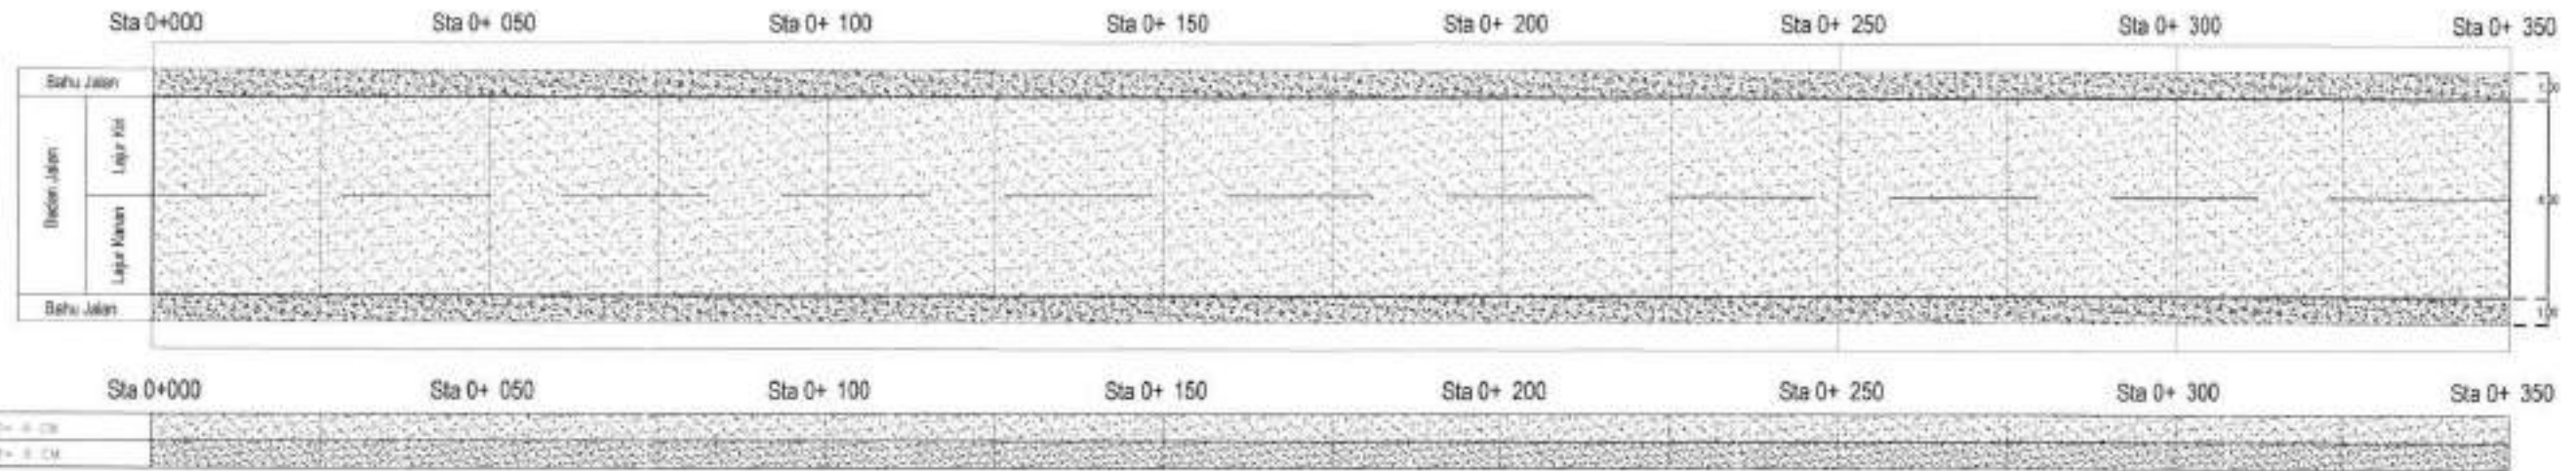 Sta 0+000 Sta 0+ 050 Sta 0+ 100 Sta 0+ 150 Sta 0+ 200 Sta 0+ 250 Sta 0+ 300 Sta 0+ 350
Bahu Jalan
Badan Jalan
Lajur Kiri
Lajur Kanan
Bahu Jalan
Sta 0+000 Sta 0+ 050 Sta 0+ 100 Sta 0+ 150 Sta 0+ 200 Sta 0+ 250 Sta 0+ 300 Sta 0+ 350
CM
CM